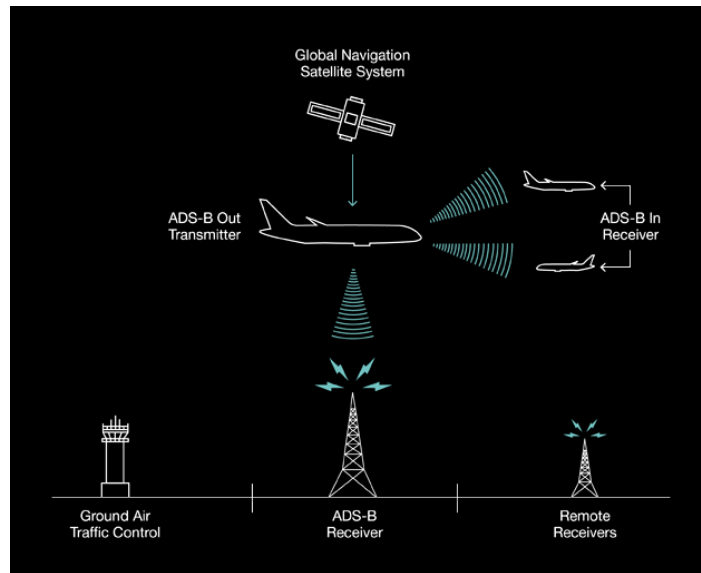 Global Navigation
Satellite System
ADS-B Out
Transmitter
ADS-B In
Receiver
Ground Air
Traffic Control
ADS-B
Receiver
Remote
Receivers